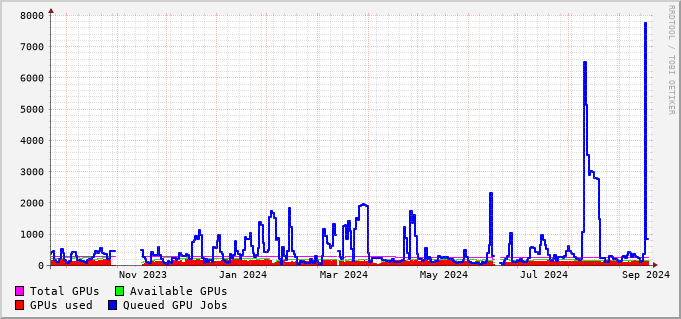 8000
7000
6000
5000
4000
3000
2000
1000
0
Nov 2023 Jan 2024 Mar 2024 May 2024 Jul 2024 Sep 2024
Total GPUs Available GPUs
GPUs used Queued GPU Jobs
RRDTOOL / TOBI OETIKER